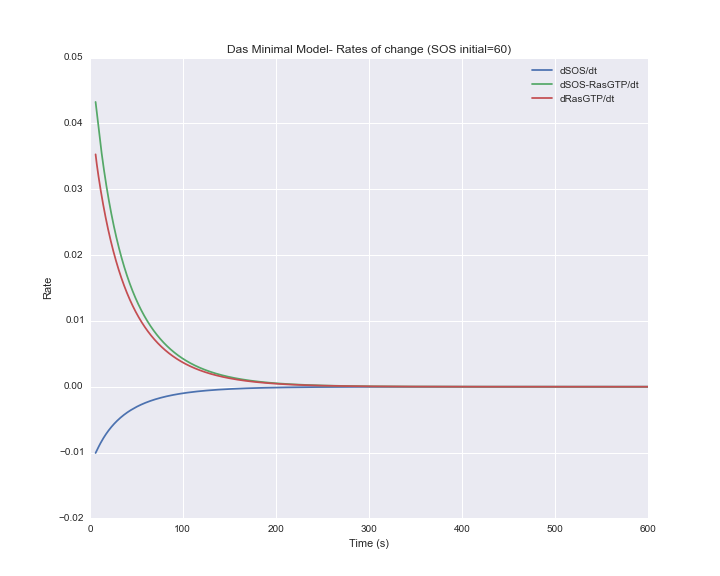 Das Minimal Model- Rates of change (SOS initial=60)
dSOS/dt
dSOS-RasGTP/dt
dRasGTP/dt
0.05
0.04
0.03
0.02
0.01
0.00
−0.01
−0.02
Rate
0 100 200 300 400 500 600
Time (s)